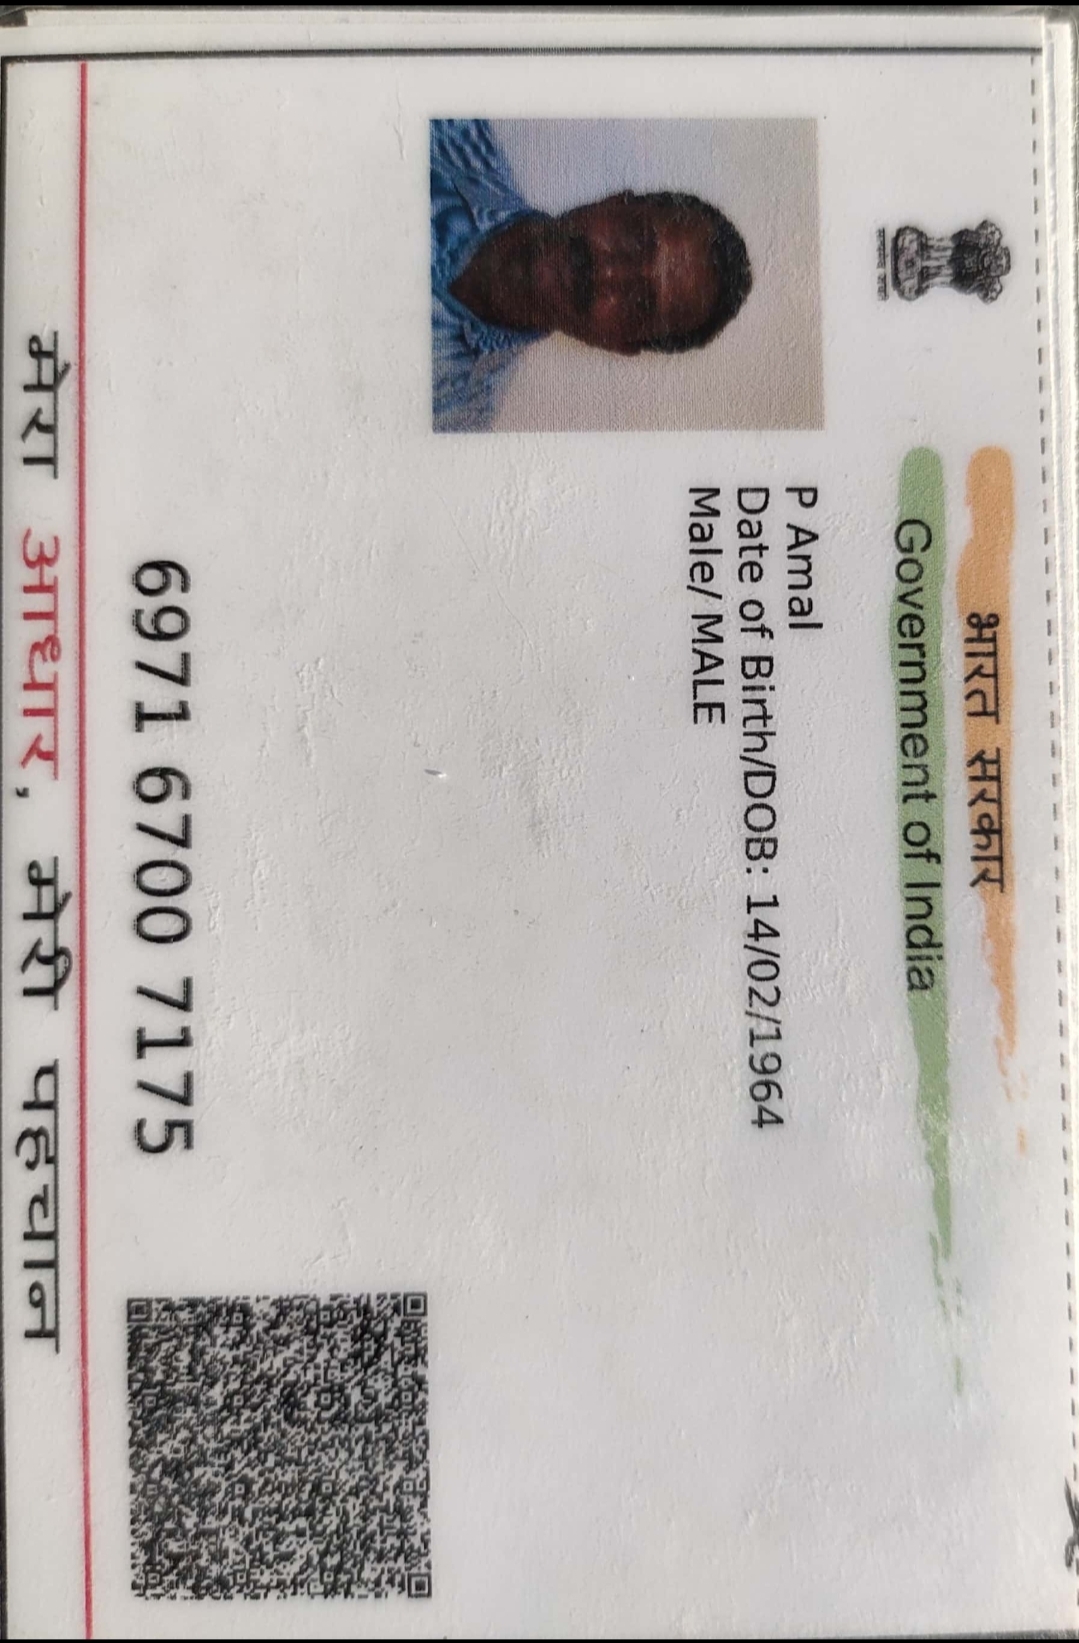 भारत सरकार
Government of India
P Amal
Date of Birth/DOB: 14/02/1964
Male/ MALE
6971 6700 7175
मेरा आधार, मेरी पहचान